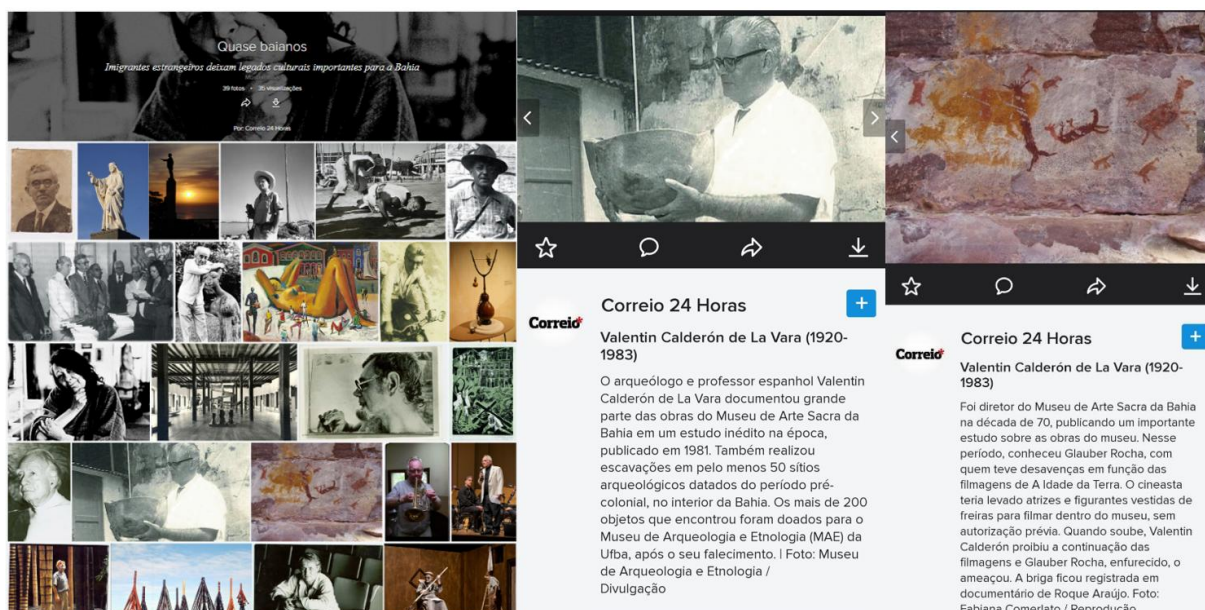 Quase baianos
Imigrantes estrangeiros deixam legados culturais importantes para a Bahia
39 fotos • 35 visualizações
Por: Correio 24 Horas
Correio*
Correio 24 Horas
Valentin Calderón de La Vara (1920-
1983)
O arqueólogo e professor espanhol Valentin
Calderón de La Vara documentou grande
parte das obras do Museu de Arte Sacra da
Bahia em um estudo inédito na época,
publicado em 1981. Também realizou
escavações em pelo menos 50 sítios
arqueológicos datados do período pré-
colonial, no interior da Bahia. Os mais de 200
objetos que encontrou foram doados para o
Museu de Arqueologia e Etnologia (MAE) da
Ufba, após o seu falecimento. | Foto: Museu
de Arqueologia e Etnologia /
Divulgação
Correio*
Correio 24 Horas
Valentin Calderón de La Vara (1920-
1983)
Foi diretor do Museu de Arte Sacra da Bahia
na década de 70, publicando um importante
estudo sobre as obras do museu. Nesse
período, conheceu Glauber Rocha, com
quem teve desavenças em função das
filmagens de A Idade da Terra. O cineasta
teria levado atrizes e figurantes vestidas de
freiras para filmar dentro do museu, sem
autorização prévia. Quando soube, Valentin
Calderón proibiu a continuação das
filmagens e Glauber Rocha, enfurecido, o
ameaçou. A briga ficou registrada em
documentário de Roque Araújo. Foto:
Fabiana Comerlato / Reprodução